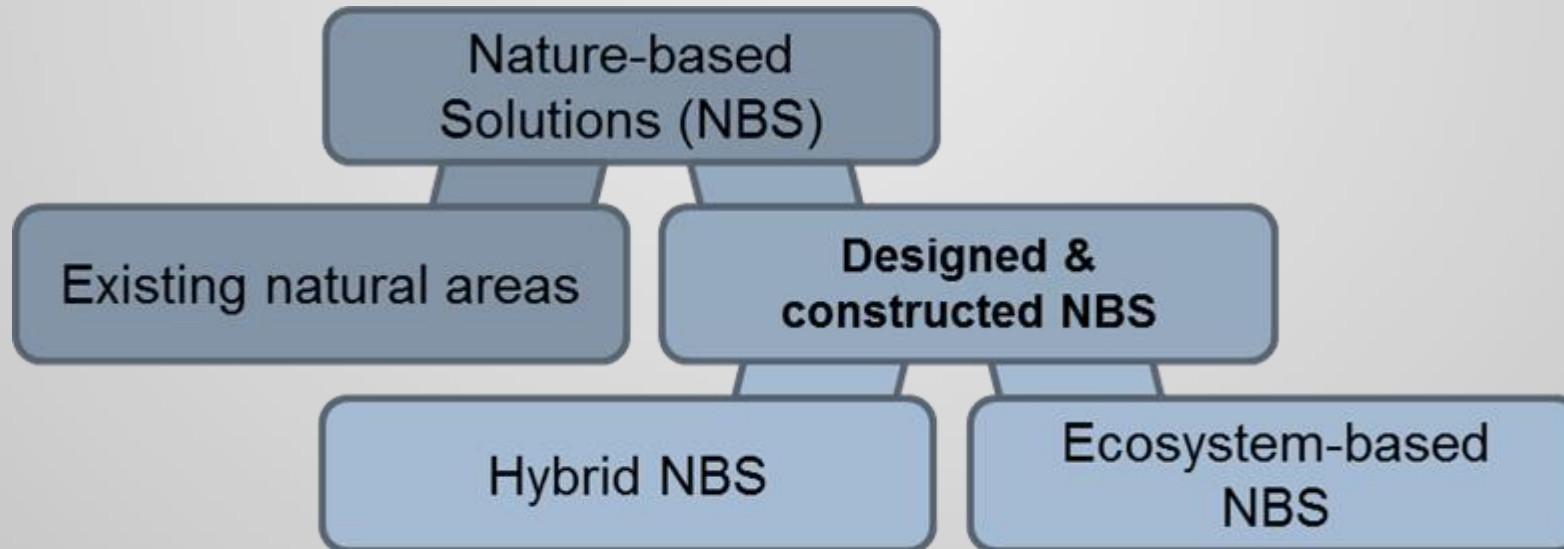 Nature-based
Solutions (NBS)
Existing natural areas
Designed &
constructed NBS
Hybrid NBS
Ecosystem-based
NBS